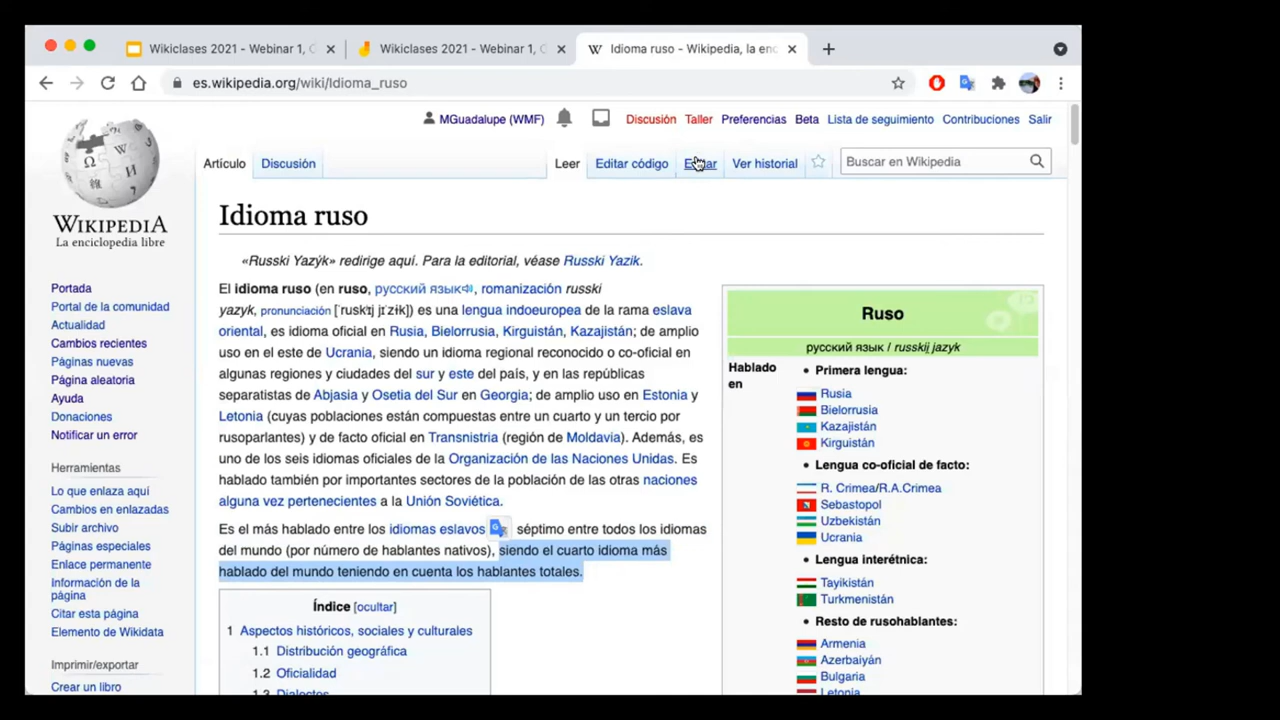 Wikiclases 2021 - Webinar 1, C
Wikiclases 2021 - Webinar 1, C
Idioma ruso - Wikipedia, la enc
es.wikipedia.org/wiki/Idioma_ruso
MGuadalupe (WMF) Discusión Taller Preferencias Beta Lista de seguimiento Contribuciones Salir
Artículo Discusión Leer Editar código Ver historial Buscar en Wikipedia
WIKIPEDIA
La enciclopedia libre
Portada
Portal de la comunidad
Actualidad
Cambios recientes
Páginas nuevas
Página aleatoria
Ayuda
Donaciones
Notificar un error
Herramientas
Lo que enlaza aquí
Cambios en enlazadas
Subir archivo
Páginas especiales
Enlace permanente
Información de la
página
Citar esta página
Elemento de Wikidata
Imprimir/exportar
Crear un libro
Idioma ruso
«Russki Yazýk» redirige aquí. Para la editorial, véase Russki Yazik.
El idioma ruso (en ruso, русский язык, romanización russki
yazyk, pronunciación [ˈruskʲɪj jɪˈzɨk]) es una lengua indoeuropea de la rama eslava
oriental, es idioma oficial en Rusia, Bielorrusia, Kirguistán, Kazajistán; de amplio
uso en el este de Ucrania, siendo un idioma regional reconocido o co-oficial en
algunas regiones y ciudades del sur y este del país, y en las repúblicas
separatistas de Abjasia y Osetia del Sur en Georgia; de amplio uso en Estonia y
Letonia (cuyas poblaciones están compuestas entre un cuarto y un tercio por
rusoparlantes) y de facto oficial en Transnistria (región de Moldavia). Además, es
uno de los seis idiomas oficiales de la Organización de las Naciones Unidas. Es
hablado también por importantes sectores de la población de las otras naciones
alguna vez pertenecientes a la Unión Soviética.
Es el más hablado entre los idiomas eslavos séptimo entre todos los idiomas
del mundo (por número de hablantes nativos), siendo el cuarto idioma más
hablado del mundo teniendo en cuenta los hablantes totales.
Índice [ocultar]
1 Aspectos históricos, sociales y culturales
1.1 Distribución geográfica
1.2 Oficialidad
1.3 Dialectos
Ruso
русский язык / russkij jazyk
Hablado
en
• Primera lengua:
Rusia
Bielorrusia
Kazajistán
Kirguistán
• Lengua co-oficial de facto:
R. Crimea/R.A.Crimea
Sebastopol
Uzbekistán
Ucrania
• Lengua interétnica:
Tayikistán
Turkmenistán
• Resto de rusohablantes:
Armenia
Azerbaiyán
Bulgaria
Letonia